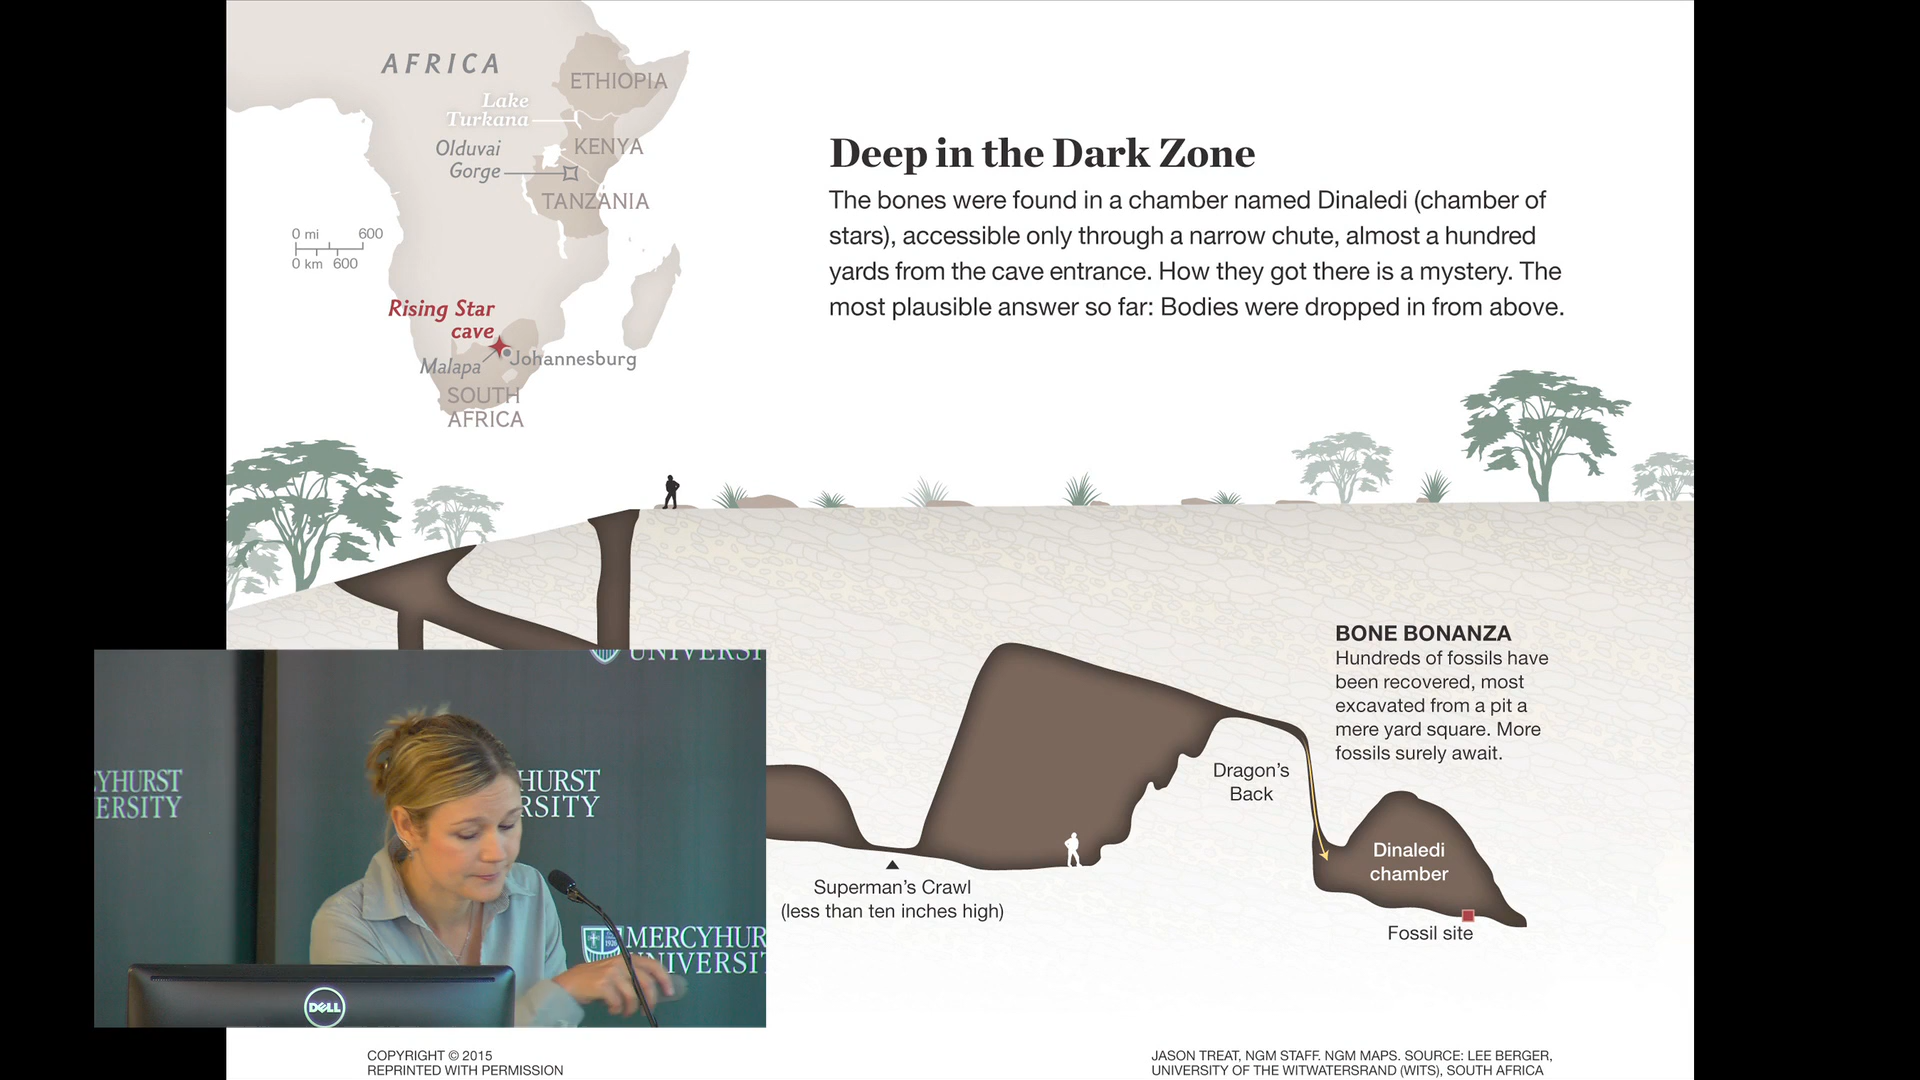 AFRICA
ETHIOPIA
Lake
Turkana
KENYA
Olduvai
Gorge
TANZANIA
0 mi 600
0 km 600
Rising Star
cave
Malapa
Johannesburg
SOUTH
AFRICA
Deep in the Dark Zone
The bones were found in a chamber named Dinaledi (chamber of
stars), accessible only through a narrow chute, almost a hundred
yards from the cave entrance. How they got there is a mystery. The
most plausible answer so far: Bodies were dropped in from above.
BONE BONANZA
Hundreds of fossils have
been recovered, most
excavated from a pit a
mere yard square. More
fossils surely await.
Dragon's
Back
Dinaledi
chamber
Superman's Crawl
(less than ten inches high)
Fossil site
UNIVERSI
CYHURST
ERSITY
HURST
RSITY
MERCYHUR
UNIVERSI
1926
DELL
COPYRIGHT © 2015
REPRINTED WITH PERMISSION
JASON TREAT, NGM STAFF. NGM MAPS. SOURCE: LEE BERGER,
UNIVERSITY OF THE WITWATERSRAND (WITS), SOUTH AFRICA